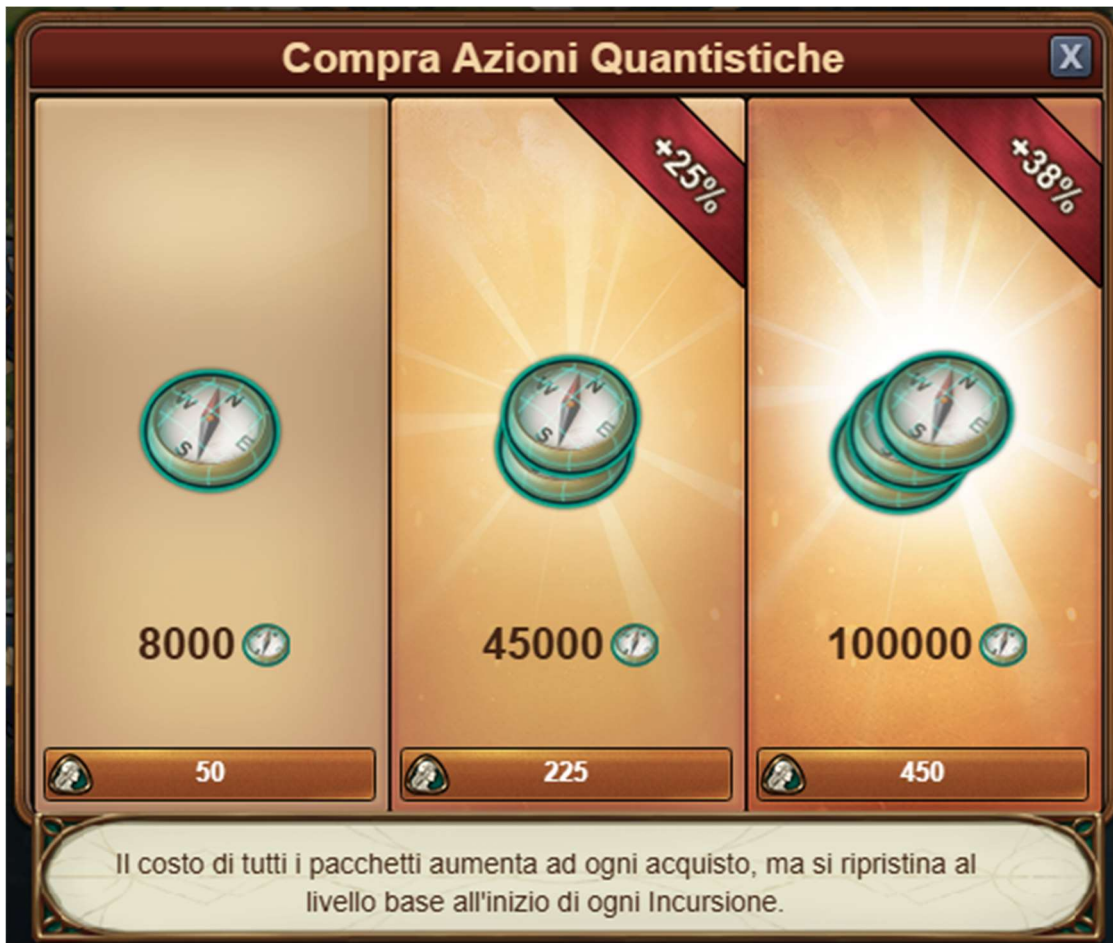 Compra Azioni Quantistiche
X
+25%
+38%
8000
45000
100000
50
225
450
Il costo di tutti i pacchetti aumenta ad ogni acquisto, ma si ripristina al
livello base all'inizio di ogni Incursione.